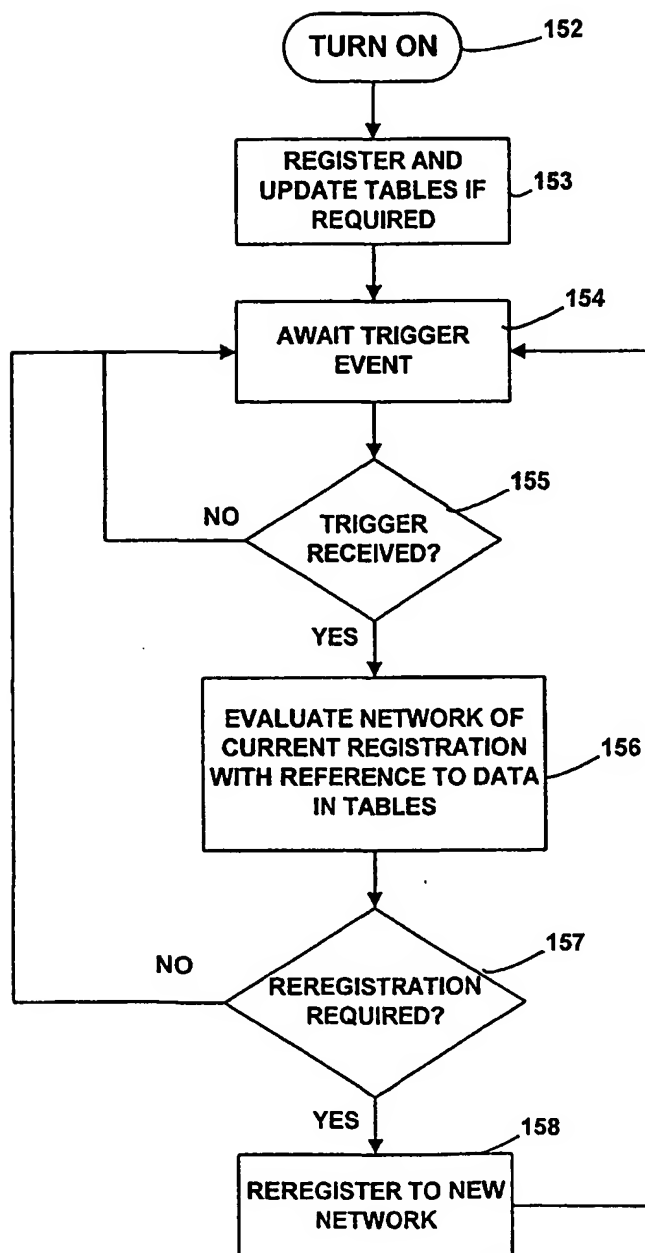 TURN ON
152
REGISTER AND
UPDATE TABLES IF
REQUIRED
153
154
AWAIT TRIGGER
EVENT
155
NO
TRIGGER
RECEIVED?
YES
EVALUATE NETWORK OF
CURRENT REGISTRATION
WITH REFERENCE TO DATA
IN TABLES
156
157
NO
REREGISTRATION
REQUIRED?
YES
158
REREGISTER TO NEW
NETWORK